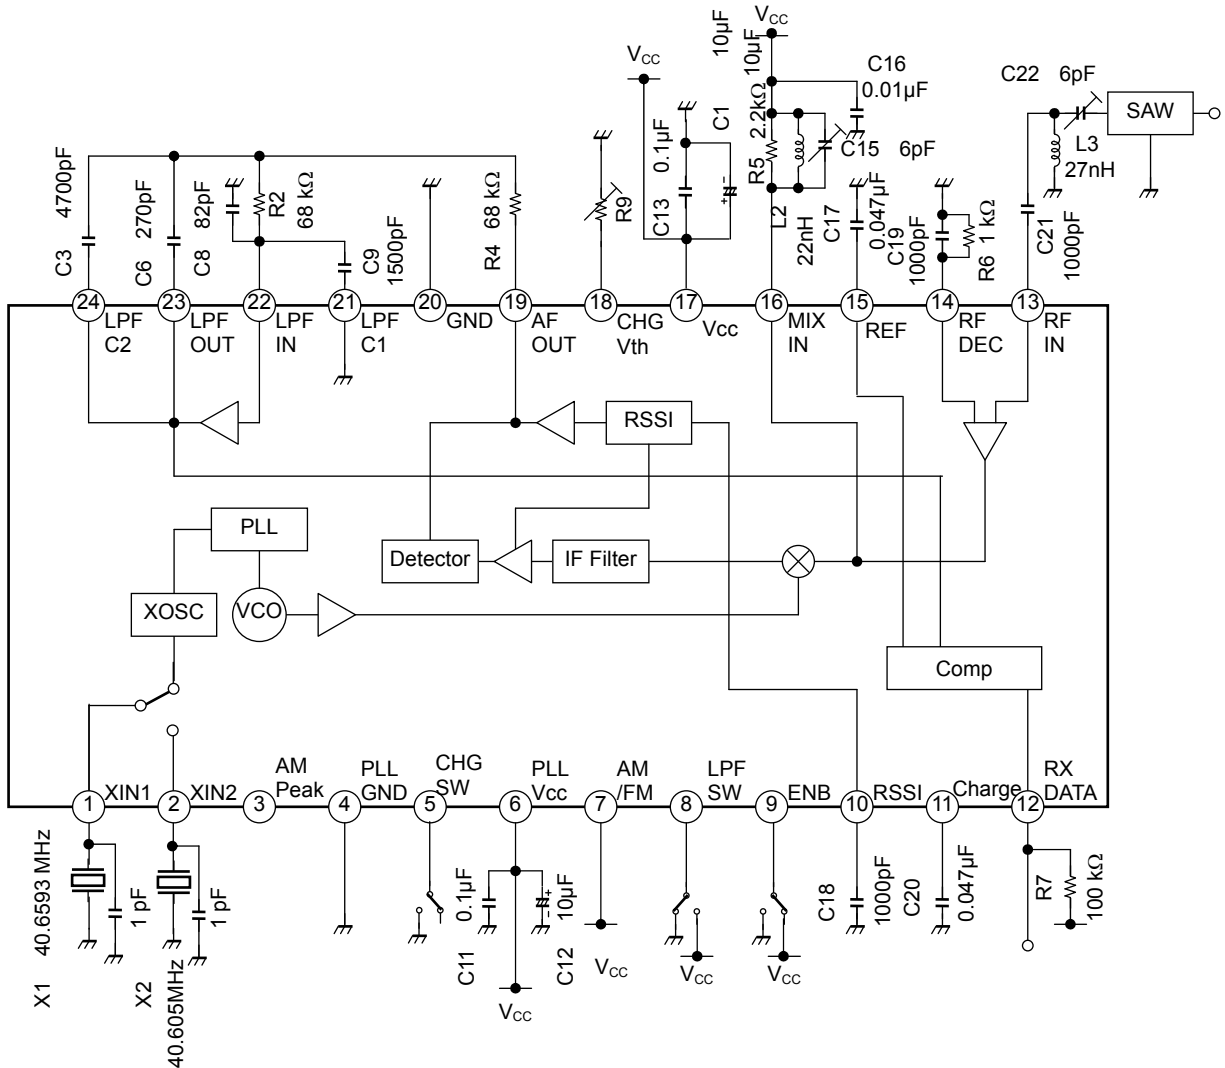 10µF
V_CC
V_CC
10µF
C16
0.01µF
C22 6pF
SAW
L3
27nH
C1
2.2kΩ
R5
C15 6pF
0.1µF
C13
L2
22nH
4700pF
C3
270pF
C6
82pF
C8
R2
68 kΩ
C9
1500pF
68 kΩ
R4
R9
C17
0.047µF
C19
1000pF
R6
1 kΩ
C21
1000pF
24
23
22
21
20
19
18
17
16
15
14
13
LPF
C2
LPF
OUT
LPF
IN
LPF
C1
GND
AF
OUT
CHG
Vth
Vcc
MIX
IN
REF
RF
DEC
RF
IN
RSSI
PLL
Detector
IF Filter
XOSC
VCO
Comp
XIN1
XIN2
AM
Peak
PLL
GND
CHG
SW
PLL
Vcc
AM
/FM
LPF
SW
ENB
RSSI
Charge
RX
DATA
1
2
3
4
5
6
7
8
9
10
11
12
40.6593 MHz
X1
1 pF
X2
40.605MHz
1 pF
0.1µF
C11
10µF
C12
V_CC
V_CC
V_CC
V_CC
C18
1000pF
C20
0.047µF
R7
100 kΩ